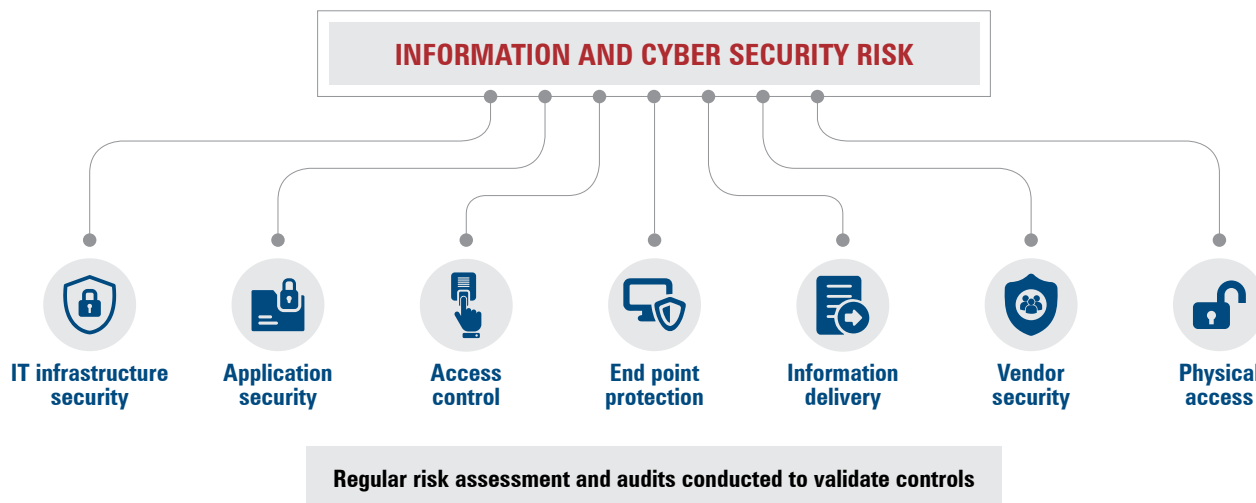 INFORMATION AND CYBER SECURITY RISK
IT infrastructure
security
Application
security
Access
control
End point
protection
Information
delivery
Vendor
security
Physical
access
Regular risk assessment and audits conducted to validate controls